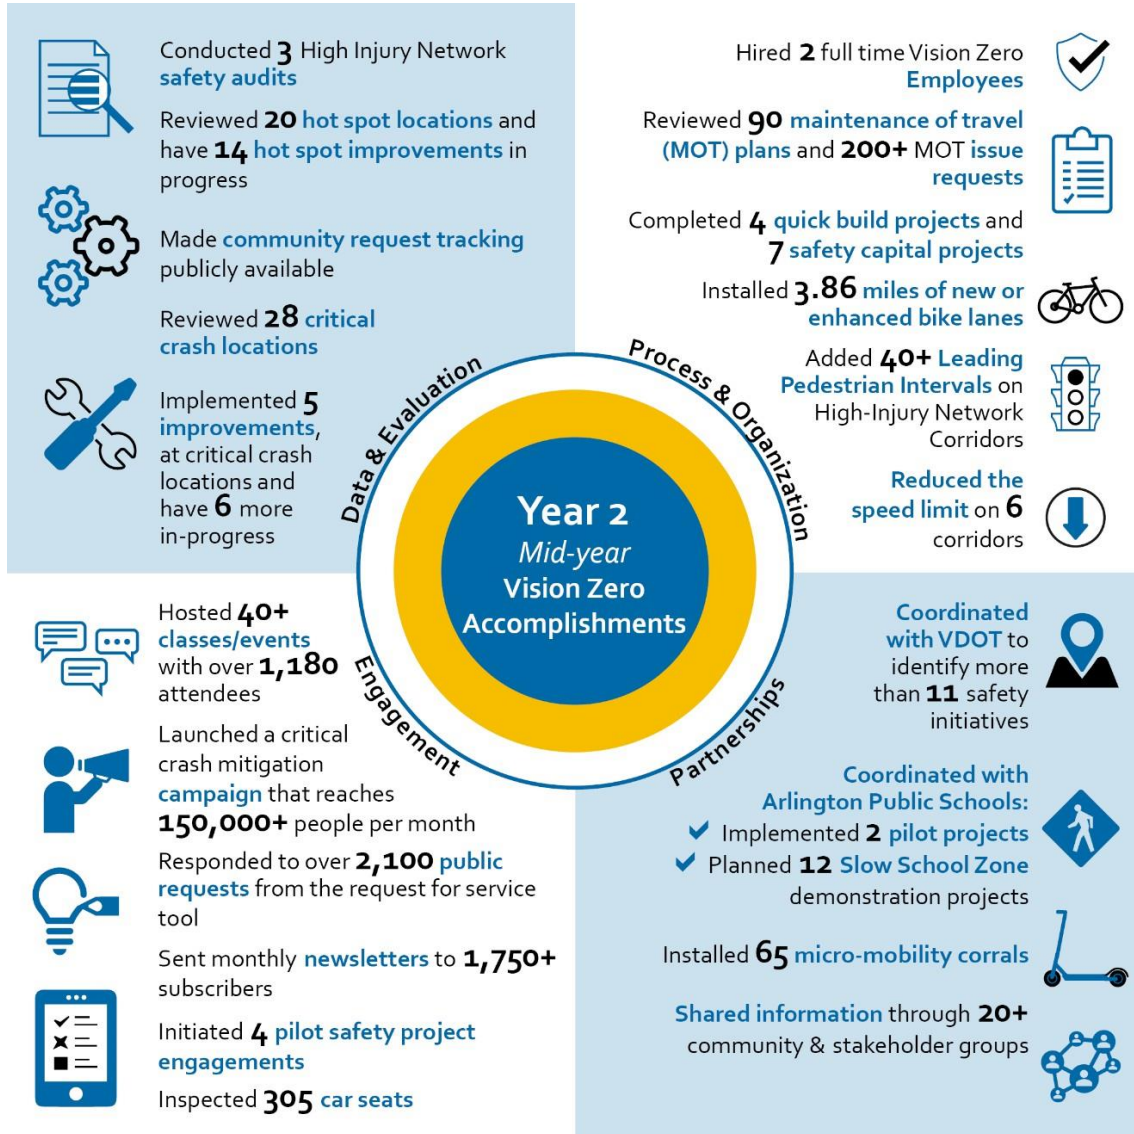 Conducted 3 High Injury Network
safety audits
Reviewed 20 hot spot locations and
have 14 hot spot improvements in
progress
Made community request tracking
publicly available
Reviewed 28 critical
crash locations
Implemented 5
improvements,
at critical crash
locations and
have 6 more
in-progress
Hired 2 full time Vision Zero
Employees
Reviewed 90 maintenance of travel
(MOT) plans and 200+ MOT issue
requests
Completed 4 quick build projects and
7 safety capital projects
Installed 3.86 miles of new or
enhanced bike lanes
Added 40+ Leading
Pedestrian Intervals on
High-Injury Network
Corridors
Reduced the
speed limit on 6
corridors
Data & Evaluation
Process & Organization
Year 2
Mid-year
Vision Zero
Accomplishments
Engagement
Partnerships
Hosted 40+
classes/events
with over 1,180
attendees
Launched a critical
crash mitigation
campaign that reaches
150,000+ people per month
Responded to over 2,100 public
requests from the request for service
tool
Sent monthly newsletters to 1,750+
subscribers
Initiated 4 pilot safety project
engagements
Inspected 305 car seats
Coordinated
with VDOT to
identify more
than 11 safety
initiatives
Coordinated with
Arlington Public Schools:
Implemented 2 pilot projects
Planned 12 Slow School Zone
demonstration projects
Installed 65 micro-mobility corrals
Shared information through 20+
community & stakeholder groups